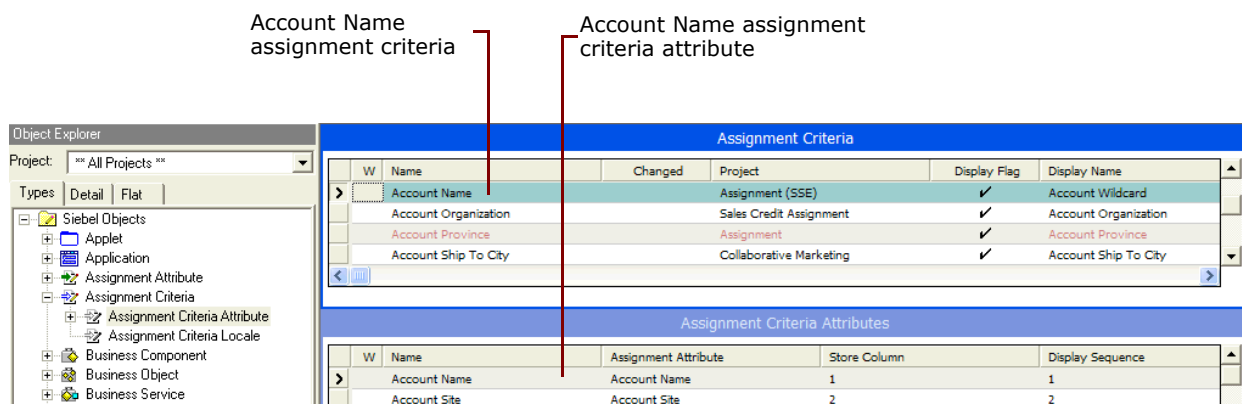 Account Name
assignment criteria
Account Name assignment
criteria attribute
Object Explorer
Project: ** All Projects **
Types Detail Flat
Siebel Objects
Applet
Application
Assignment Attribute
Assignment Criteria
Assignment Criteria Attribute
Assignment Criteria Locale
Business Component
Business Object
Business Service
Assignment Criteria
W Name Changed Project Display Flag Display Name
Account Name Assignment (SSE) ✓ Account Wildcard
Account Organization Sales Credit Assignment ✓ Account Organization
Account Province Assignment ✓ Account Province
Account Ship To City Collaborative Marketing ✓ Account Ship To City
Assignment Criteria Attributes
W Name Assignment Attribute Store Column Display Sequence
Account Name Account Name 1 1
Account Site Account Site 2 2